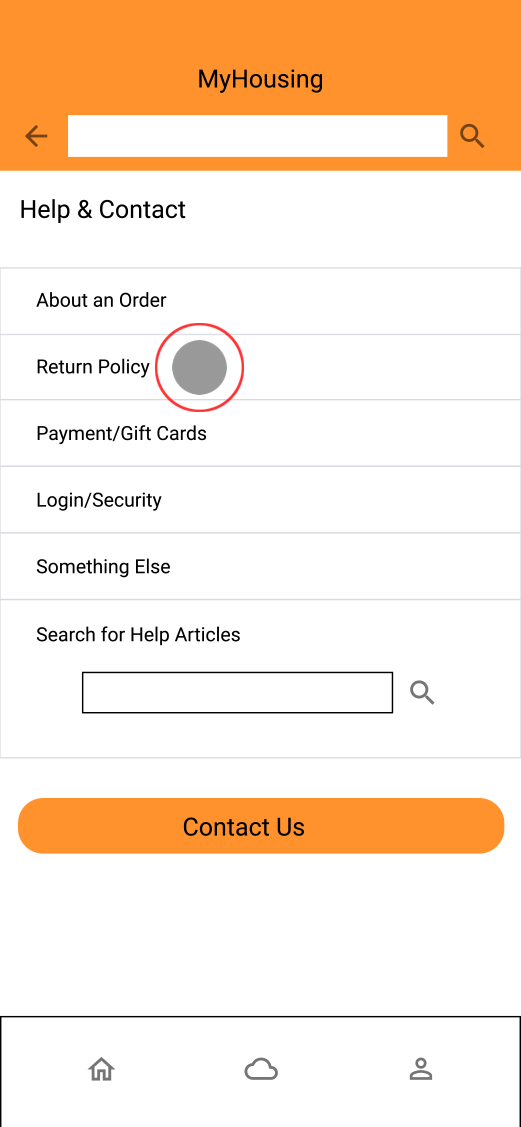 MyHousing
Help & Contact
About an Order
Return Policy
Payment/Gift Cards
Login/Security
Something Else
Search for Help Articles
Contact Us